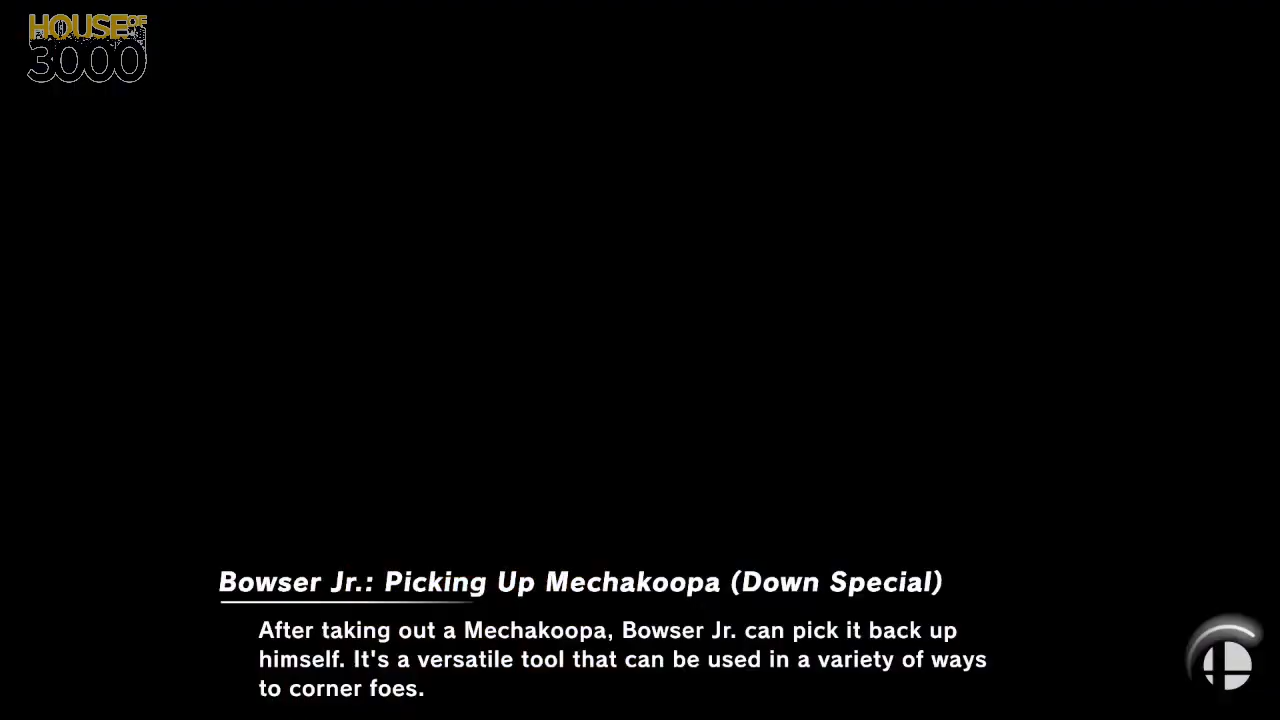 HOUSE OF
3000
Bowser Jr.: Picking Up Mechakoopa (Down Special)
After taking out a Mechakoopa, Bowser Jr. can pick it back up
himself. It's a versatile tool that can be used in a variety of ways
to corner foes.